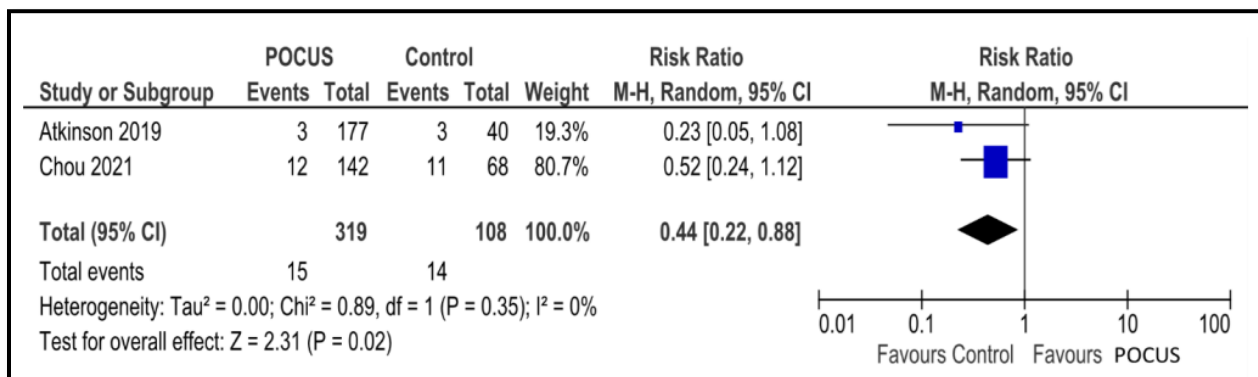 POCUS Control Risk Ratio Risk Ratio
Study or Subgroup Events Total Events Total Weight M-H, Random, 95% CI M-H, Random, 95% CI
Atkinson 2019 3 177 3 40 19.3% 0.23 [0.05, 1.08]
Chou 2021 12 142 11 68 80.7% 0.52 [0.24, 1.12]
Total (95% CI) 319 108 100.0% 0.44 [0.22, 0.88]
Total events 15 14
Heterogeneity: Tau² = 0.00; Chi² = 0.89, df = 1 (P = 0.35); I² = 0%
Test for overall effect: Z = 2.31 (P = 0.02)
0.01 0.1 1 10 100
Favours Control Favours POCUS